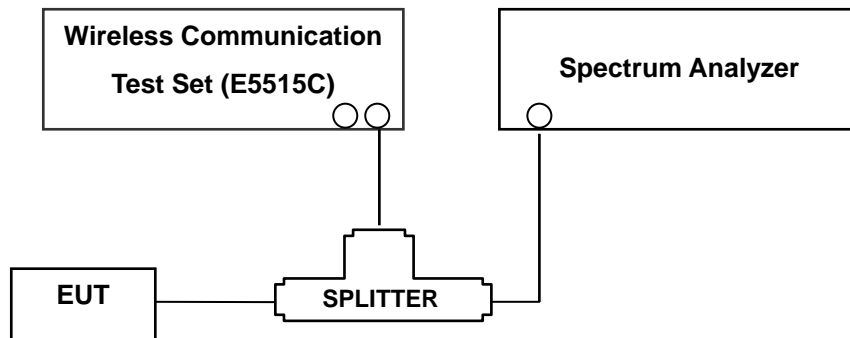 Wireless Communication
Test Set (E5515C)
Spectrum Analyzer
EUT
SPLITTER